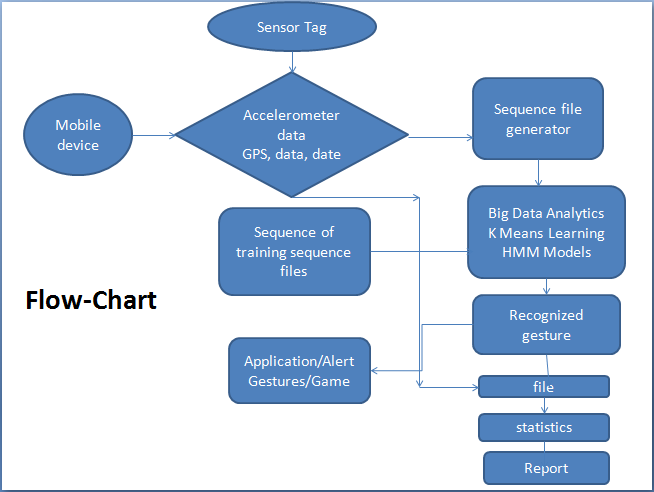 Sensor Tag
Mobile
device
Accelerometer
data
GPS, data, date
Sequence file
generator
Sequence of
training sequence
files
Big Data Analytics
K Means Learning
HMM Models
Flow-Chart
Recognized
gesture
Application/Alert
Gestures/Game
file
statistics
Report